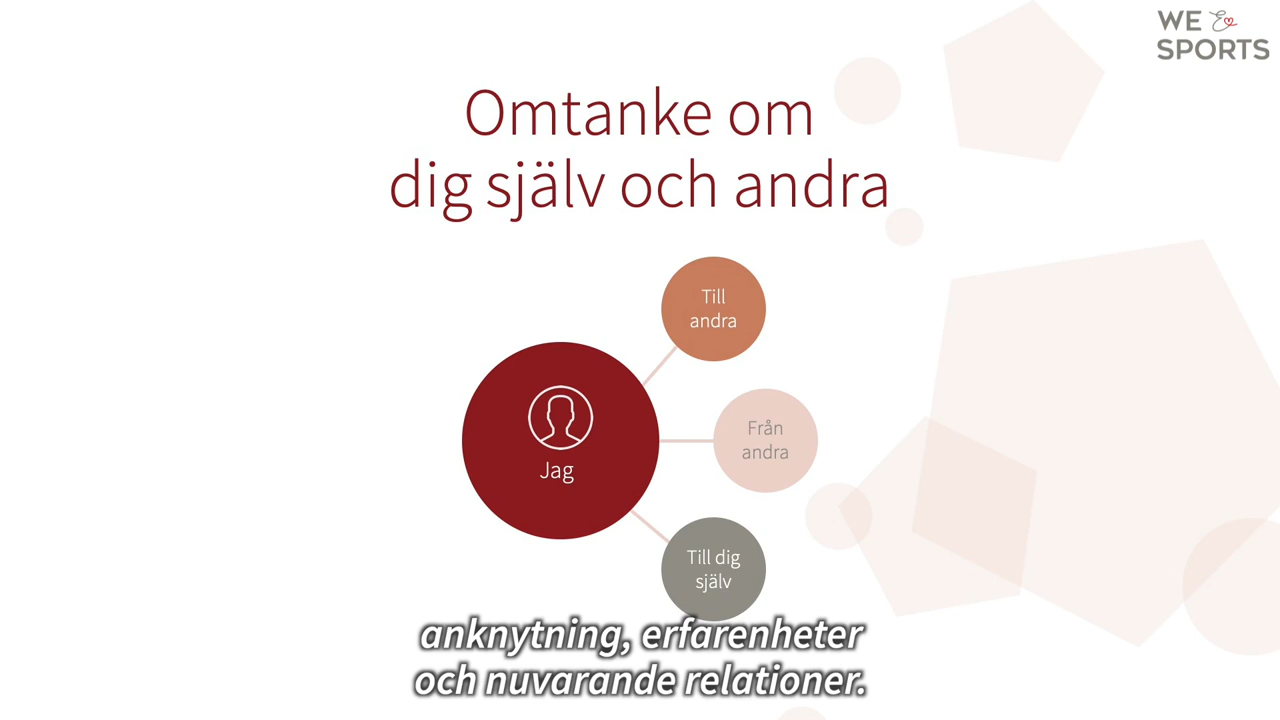 WE &
SPORTS
Omtanke om
dig själv och andra
Till
andra
Jag
Från
andra
Till dig
själv
anknytning, erfarenheter
och nuvarande relationer.